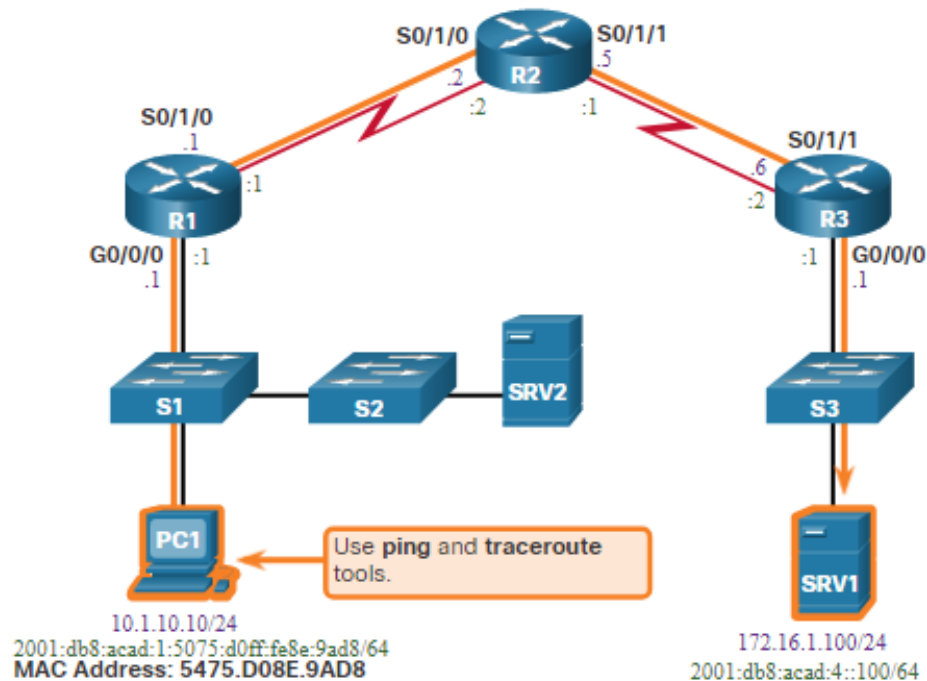 S0/1/0
S0/1/1
R2
.2
.5
:2
:1
S0/1/0
.1
:1
R1
S0/1/1
.6
:2
R3
G0/0/0
.1
:1
:1
G0/0/0
.1
S1
S2
SRV2
S3
PC1
Use ping and traceroute
tools.
SRV1
10.1.10.10/24
2001:db8:acad:1:5075:d0ff:fe8e:9ad8/64
MAC Address: 5475.D08E.9AD8
172.16.1.100/24
2001:db8:acad:4::100/64